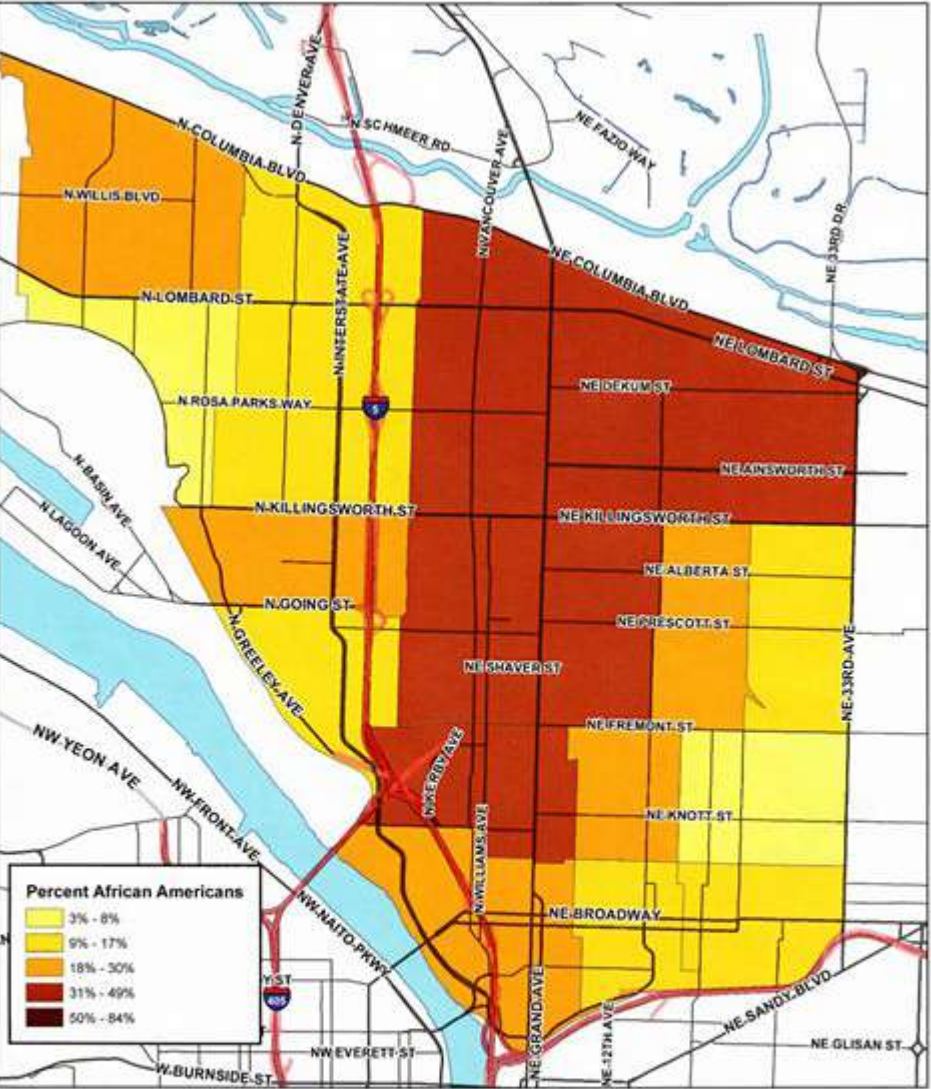 N DENVER AVE
N SCHMEER RD
NE FAZIO WAY
N COLUMBIA BLVD
N VANCOUVER AVE
N WILLIS BLVD
NE 33RD DR
NE COLUMBIA BLVD
N INTERSTATE AVE
N LOMBARD ST
NE LOMBARD ST
NE DEKUM ST
N ROSA PARKS WAY
5
NE AINSWORTH ST
N BASIN AVE
N LAGOON AVE
N KILLINGSWORTH ST
NE KILLINGSWORTH ST
NE ALBERTA ST
N GOING ST
NE PRESCOTT ST
N GREELEY AVE
NE SHAVER ST
NE 33RD AVE
NE FREMONT ST
NW YEON AVE
N KERBY AVE
NW FRONT AVE
NE KNOTT ST
N WILLIAMS AVE
Percent African Americans
3% - 8%
9% - 17%
18% - 30%
31% - 49%
50% - 84%
NW NAITO PKWY
NE BROADWAY
Y ST
405
NE GRAND AVE
NE 12TH AVE
NE SANDY BLVD
NE GLISAN ST
NW EVERETT ST
W BURNSIDE ST